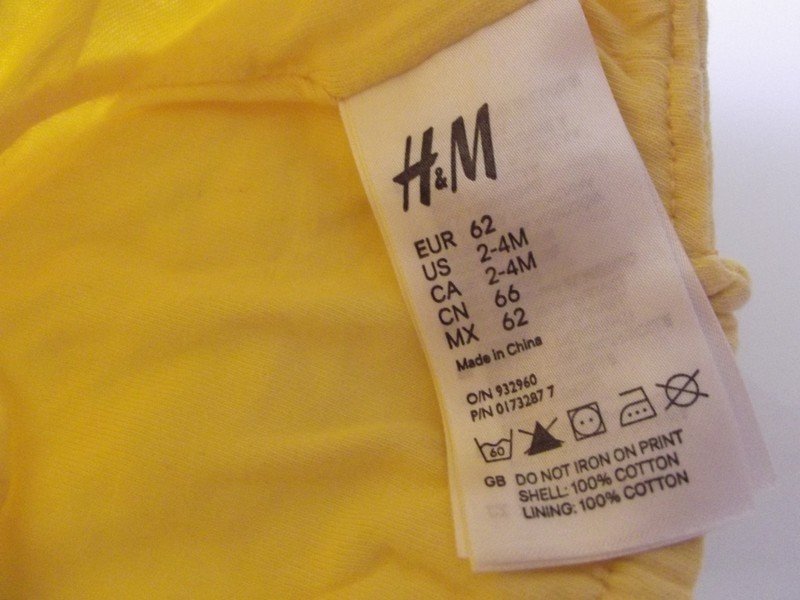 H&M
EUR 62
US 2-4M
CA 2-4M
CN 66
MX 62
Made in China
O/N 932960
P/N 0173287 7
60
GB DO NOT IRON ON PRINT
SHELL: 100% COTTON
LINING: 100% COTTON